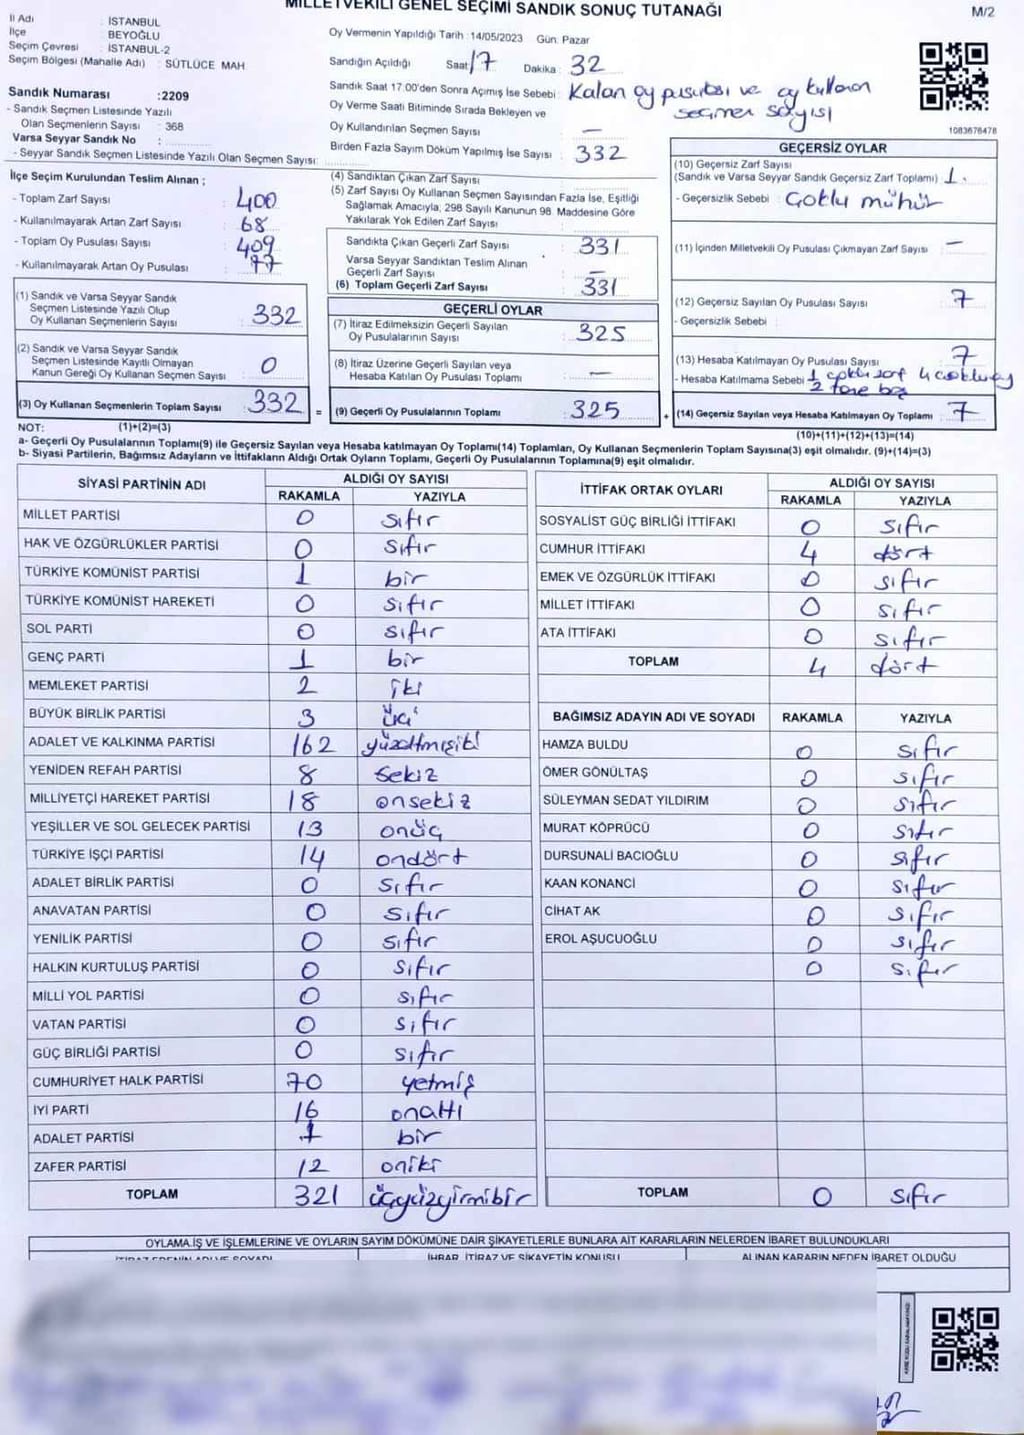 MİLLETVEKİLİ GENEL SEÇİMİ SANDIK SONUÇ TUTANAĞI
M/2
İl Adı : İSTANBUL
İlçe : BEYOĞLU
Seçim Çevresi : İSTANBUL-2
Seçim Bölgesi (Mahalle Adı) : SÜTLÜCE MAH.
Sandık Numarası :2209
- Sandık Seçmen Listesinde Yazılı
Olan Seçmenlerin Sayısı : 368
Varsa Seyyar Sandık No :
- Seyyar Sandık Seçmen Listesinde Yazılı Olan Seçmen Sayısı:
Oy Vermenin Yapıldığı Tarih :14/05/2023 Gün: Pazar
Sandığın Açıldığı Saat 17 Dakika : 32
Sandık Saat 17:00'den Sonra Açımış İse Sebebi : Kalan oy pusulası ve oy kullanan
seçmen sayısı
Oy Verme Saati Bitiminde Sırada Bekleyen ve
Oy Kullandırılan Seçmen Sayısı : —
Birden Fazla Sayım Döküm Yapılmış İse Sayısı : 332
1083676478
İlçe Seçim Kurulundan Teslim Alınan ;
- Toplam Zarf Sayısı : 400
- Kullanılmayarak Artan Zarf Sayısı : 68
- Toplam Oy Pusulası Sayısı : 409
- Kullanılmayarak Artan Oy Pusulası : 77
(4) Sandıktan Çıkan Zarf Sayısı :
(5) Zarf Sayısı Oy Kullanan Seçmen Sayısından Fazla İse, Eşitliği
Sağlamak Amacıyla, 298 Sayılı Kanunun 98. Maddesine Göre
Yakılarak Yok Edilen Zarf Sayısı :
Sandıkta Çıkan Geçerli Zarf Sayısı : 331
Varsa Seyyar Sandıktan Teslim Alınan
Geçerli Zarf Sayısı : —
(6) Toplam Geçerli Zarf Sayısı : 331
GEÇERSİZ OYLAR
(10) Geçersiz Zarf Sayısı
(Sandık ve Varsa Seyyar Sandık Geçersiz Zarf Toplamı) : 1.
- Geçersizlik Sebebi : Çoklu mühür
(11) İçinden Milletvekili Oy Pusulası Çıkmayan Zarf Sayısı : —
(12) Geçersiz Sayılan Oy Pusulası Sayısı : 7
- Geçersizlik Sebebi :
(13) Hesaba Katılmayan Oy Pusulası Sayısı : 7
- Hesaba Katılmama Sebebi : 1 çoklu zarf 4 çoklu oy
2 tane boş
(14) Geçersiz Sayılan veya Hesaba Katılmayan Oy Toplamı : 7
(10)+(11)+(12)+(13)=(14)
(1) Sandık ve Varsa Seyyar Sandık
Seçmen Listesinde Yazılı Olup
Oy Kullanan Seçmenlerin Sayısı : 332
(2) Sandık ve Varsa Seyyar Sandık
Seçmen Listesinde Kayıtlı Olmayan
Kanun Gereği Oy Kullanan Seçmen Sayısı : 0
(3) Oy Kullanan Seçmenlerin Toplam Sayısı : 332 =
GEÇERLİ OYLAR
(7) İtiraz Edilmeksizin Geçerli Sayılan
Oy Pusulalarının Sayısı : 325
(8) İtiraz Üzerine Geçerli Sayılan veya
Hesaba Katılan Oy Pusulası Toplamı : —
(9) Geçerli Oy Pusulalarının Toplamı : 325 +
NOT: (1)+(2)=(3)
a- Geçerli Oy Pusulalarının Toplamı(9) ile Geçersiz Sayılan veya Hesaba katılmayan Oy Toplamı(14) Toplamları, Oy Kullanan Seçmenlerin Toplam Sayısına(3) eşit olmalıdır. (9)+(14)=(3)
b- Siyasi Partilerin, Bağımsız Adayların ve İttifakların Aldığı Ortak Oyların Toplamı, Geçerli Oy Pusulalarının Toplamına(9) eşit olmalıdır.
SİYASİ PARTİNİN ADI ALDIĞI OY SAYISI
RAKAMLA YAZIYLA
MİLLET PARTİSİ 0 sıfır
HAK VE ÖZGÜRLÜKLER PARTİSİ 0 sıfır
TÜRKİYE KOMÜNİST PARTİSİ 1 bir
TÜRKİYE KOMÜNİST HAREKETİ 0 sıfır
SOL PARTİ 0 sıfır
GENÇ PARTİ 1 bir
MEMLEKET PARTİSİ 2 iki
BÜYÜK BİRLİK PARTİSİ 3
ADALET VE KALKINMA PARTİSİ 162 yüzaltmışiki
YENİDEN REFAH PARTİSİ 8 sekiz
MİLLİYETÇİ HAREKET PARTİSİ 18 onsekiz
YEŞİLLER VE SOL GELECEK PARTİSİ 13 onüç
TÜRKİYE İŞÇİ PARTİSİ 14 ondört
ADALET BİRLİK PARTİSİ 0 sıfır
ANAVATAN PARTİSİ 0 sıfır
YENİLİK PARTİSİ 0 sıfır
HALKIN KURTULUŞ PARTİSİ 0 sıfır
MİLLİ YOL PARTİSİ 0 sıfır
VATAN PARTİSİ 0 sıfır
GÜÇ BİRLİĞİ PARTİSİ 0 sıfır
CUMHURİYET HALK PARTİSİ 70 yetmiş
İYİ PARTİ 16 onaltı
ADALET PARTİSİ 1 bir
ZAFER PARTİSİ 12 oniki
TOPLAM 321 üçyüzyirmibir
İTTİFAK ORTAK OYLARI ALDIĞI OY SAYISI
RAKAMLA YAZIYLA
SOSYALİST GÜÇ BİRLİĞİ İTTİFAKI 0 sıfır
CUMHUR İTTİFAKI 4 dört
EMEK VE ÖZGÜRLÜK İTTİFAKI 0 sıfır
MİLLET İTTİFAKI 0 sıfır
ATA İTTİFAKI 0 sıfır
TOPLAM 4 dört
BAĞIMSIZ ADAYIN ADI VE SOYADI RAKAMLA YAZIYLA
HAMZA BULDU 0 sıfır
ÖMER GÖNÜLTAŞ 0 sıfır
SÜLEYMAN SEDAT YILDIRIM 0 sıfır
MURAT KÖPRÜCÜ 0 sıfır
DURSUNALİ BACIOĞLU 0 sıfır
KAAN KONANCİ 0 sıfır
CİHAT AK 0 sıfır
EROL AŞUCUOĞLU 0 sıfır
0 sıfır
TOPLAM 0 sıfır
OYLAMA İŞ VE İŞLEMLERİNE VE OYLARIN SAYIM DÖKÜMÜNE DAİR ŞİKAYETLERLE BUNLARA AİT KARARLARIN NELERDEN İBARET BULUNDUKLARI
İTİRAZ EDENİN ADI VE SOYADI İHBAR, İTİRAZ VE ŞİKAYETİN KONUSU ALINAN KARARIN NEDEN İBARET OLDUĞU